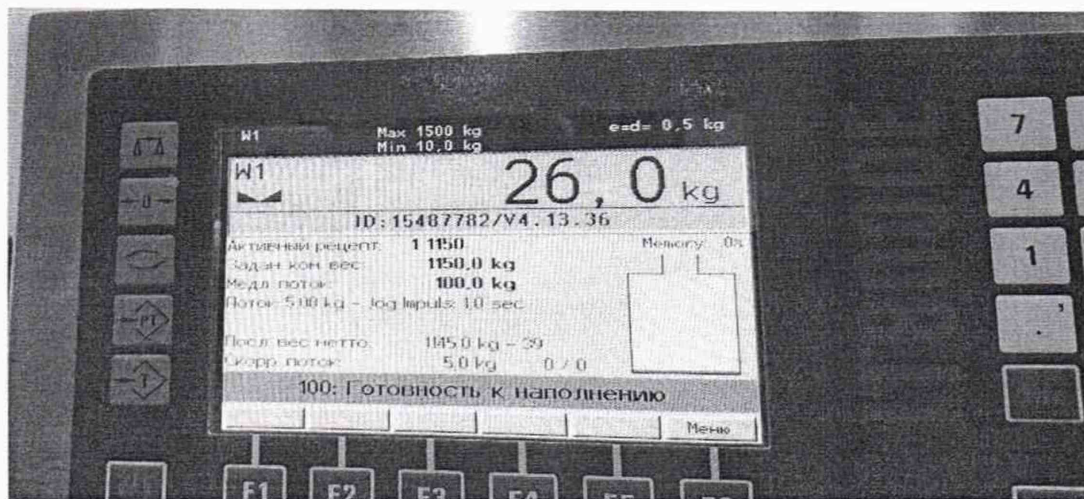 W1 Max 1500 kg e=d= 0,5 kg
Min 10,0 kg
W1 26,0 kg
ID:15487782/V4.13.36
Активный рецепт: 1 1150 Memory: 0%
Задан кон вес: 1150,0 kg
Медл поток: 100,0 kg
Поток: 5.00 kg - Jog Impuls: 1.0 sec
Посл вес нетто: 1145.0 kg - 39
Скорр поток: 5,0 kg 0 / 0
100: Готовность к наполнению
Меню
7
4
1
. '
0
PT
T
F1 F2 F3 F4